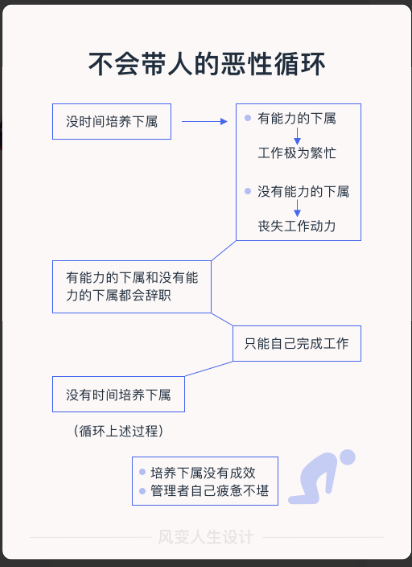 不会带人的恶性循环
没时间培养下属
有能力的下属
工作极为繁忙
没有能力的下属
丧失工作动力
有能力的下属和没有能
力的下属都会辞职
只能自己完成工作
没有时间培养下属
（循环上述过程）
培养下属没有成效
管理者自己疲惫不堪
风变人生设计